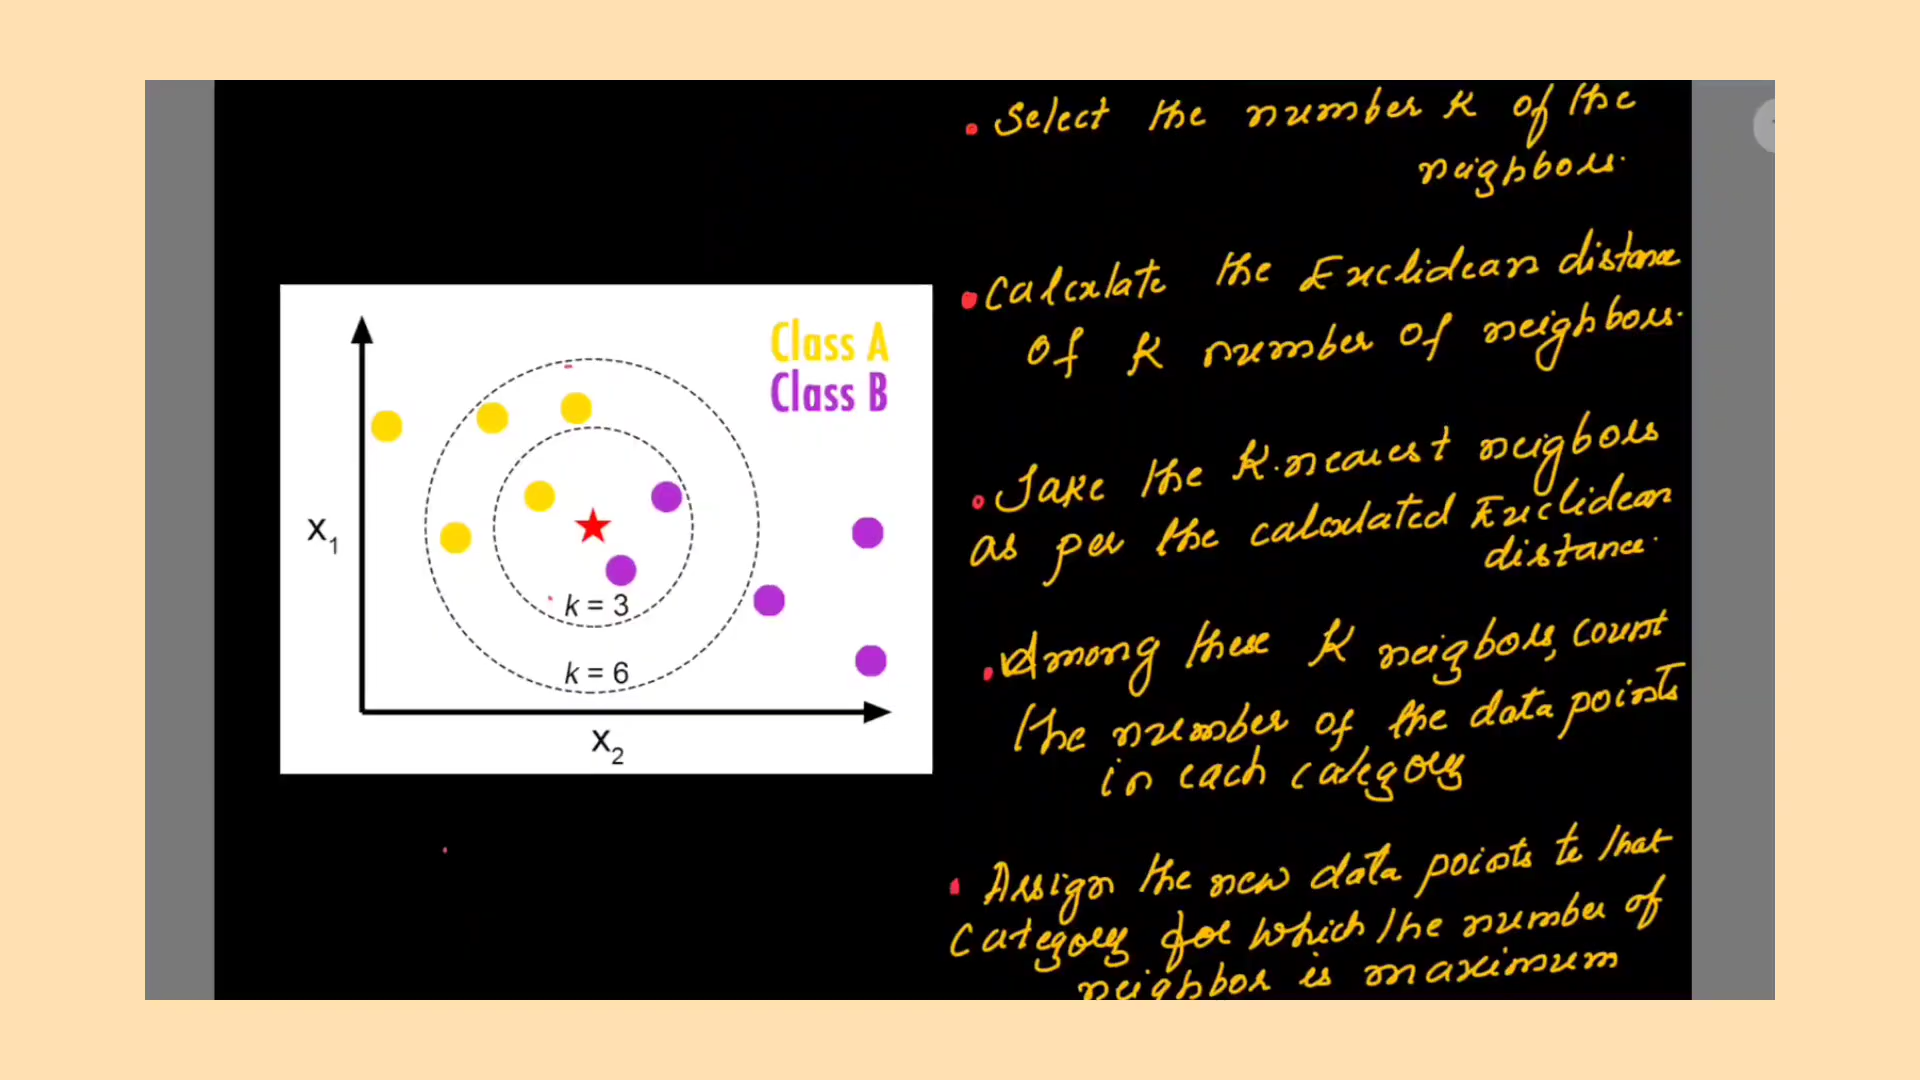 Class A
Class B
x1
k = 3
k = 6
x2
• Select the number K of the
neighbors.
• Calculate the Euclidean distance
of K number of neighbors.
• Take the K-nearest neigbors
as per the calculated Euclidean
distance.
• Among these K neigbors, count
the number of the data points
in each category
• Assign the new data points to that
category for which the number of
neighbor is maximum